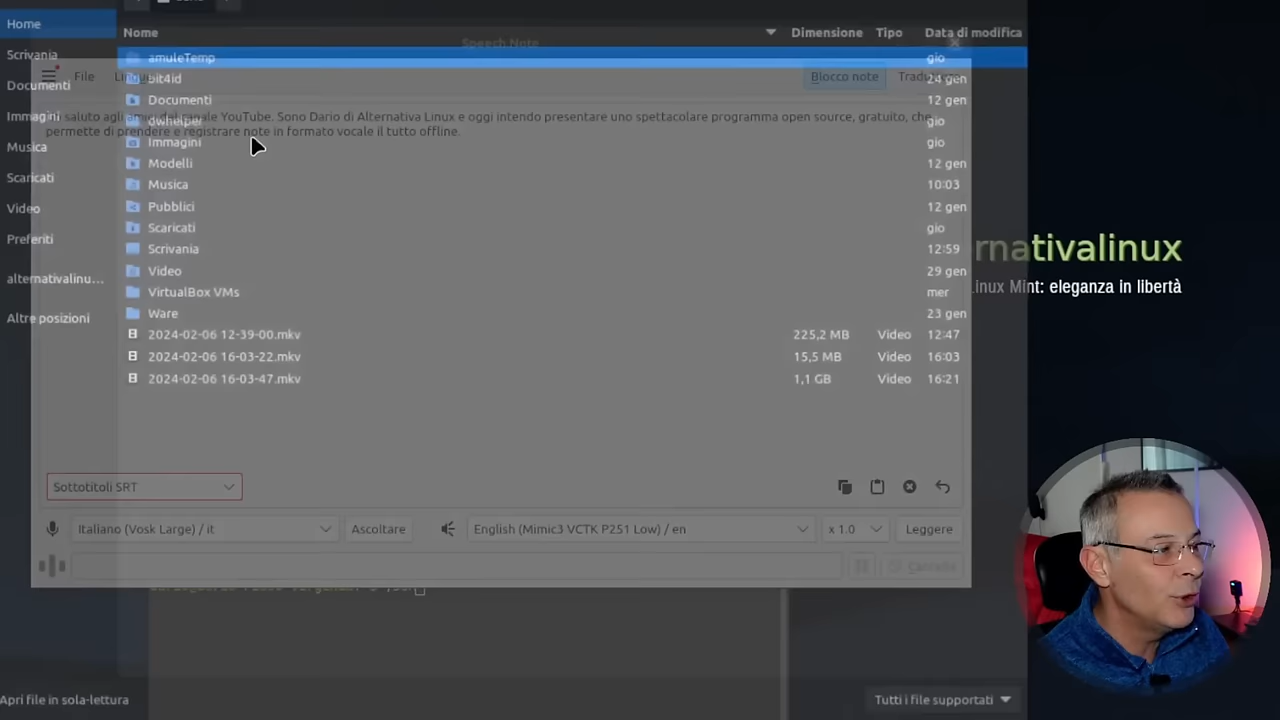 Home
Scrivania
Documenti
Immagini
Musica
Scaricati
Video
Preferiti
alternativalinu...
Altre posizioni
Nome Dimensione Tipo Data di modifica
Speech Note
File
Blocco note
amuleTemp gio
bit4id 24 gen
Documenti 12 gen
dwhelper gio
Immagini gio
Modelli 12 gen
Musica 10:03
Pubblici 12 gen
Scaricati gio
Scrivania 12:59
Video 29 gen
VirtualBox VMs mer
Ware 23 gen
2024-02-06 12-39-00.mkv 225,2 MB Video 12:47
2024-02-06 16-03-22.mkv 15,5 MB Video 16:03
2024-02-06 16-03-47.mkv 1,1 GB Video 16:21
saluto agli amici del canale YouTube. Sono Dario di Alternativa Linux e oggi intendo presentare uno spettacolare programma open source, gratuito, che
permette di prendere e registrare note in formato vocale il tutto offline.
Sottotitoli SRT
Italiano (Vosk Large) / it Ascoltare English (Mimic3 VCTK P251 Low) / en x 1.0 Leggere
Cancella
Apri file in sola-lettura Tutti i file supportati
rnativalinux
Linux Mint: eleganza in libertà